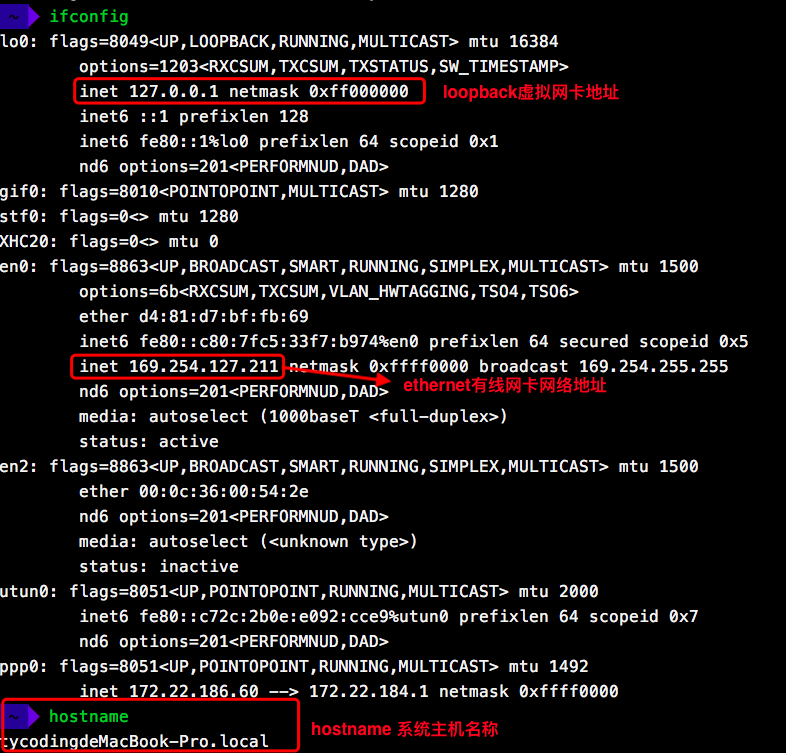 ~ ifconfig
lo0: flags=8049<UP,LOOPBACK,RUNNING,MULTICAST> mtu 16384
options=1203<RXCSUM,TXCSUM,TXSTATUS,SW_TIMESTAMP>
inet 127.0.0.1 netmask 0xff000000 loopback虚拟网卡地址
inet6 ::1 prefixlen 128
inet6 fe80::1%lo0 prefixlen 64 scopeid 0x1
nd6 options=201<PERFORMNUD,DAD>
gif0: flags=8010<POINTOPOINT,MULTICAST> mtu 1280
stf0: flags=0<> mtu 1280
XHC20: flags=0<> mtu 0
en0: flags=8863<UP,BROADCAST,SMART,RUNNING,SIMPLEX,MULTICAST> mtu 1500
options=6b<RXCSUM,TXCSUM,VLAN_HWTAGGING,TSO4,TSO6>
ether d4:81:d7:bf:fb:69
inet6 fe80::c80:7fc5:33f7:b974%en0 prefixlen 64 secured scopeid 0x5
inet 169.254.127.211 netmask 0xffff0000 broadcast 169.254.255.255
ethernet有线网卡网络地址
nd6 options=201<PERFORMNUD,DAD>
media: autoselect (1000baseT <full-duplex>)
status: active
en2: flags=8863<UP,BROADCAST,SMART,RUNNING,SIMPLEX,MULTICAST> mtu 1500
ether 00:0c:36:00:54:2e
nd6 options=201<PERFORMNUD,DAD>
media: autoselect (<unknown type>)
status: inactive
utun0: flags=8051<UP,POINTOPOINT,RUNNING,MULTICAST> mtu 2000
inet6 fe80::c72c:2b0e:e092:cce9%utun0 prefixlen 64 scopeid 0x7
nd6 options=201<PERFORMNUD,DAD>
ppp0: flags=8051<UP,POINTOPOINT,RUNNING,MULTICAST> mtu 1492
inet 172.22.186.60 --> 172.22.184.1 netmask 0xffff0000
~ hostname
hostname 系统主机名称
tycodingdeMacBook-Pro.local